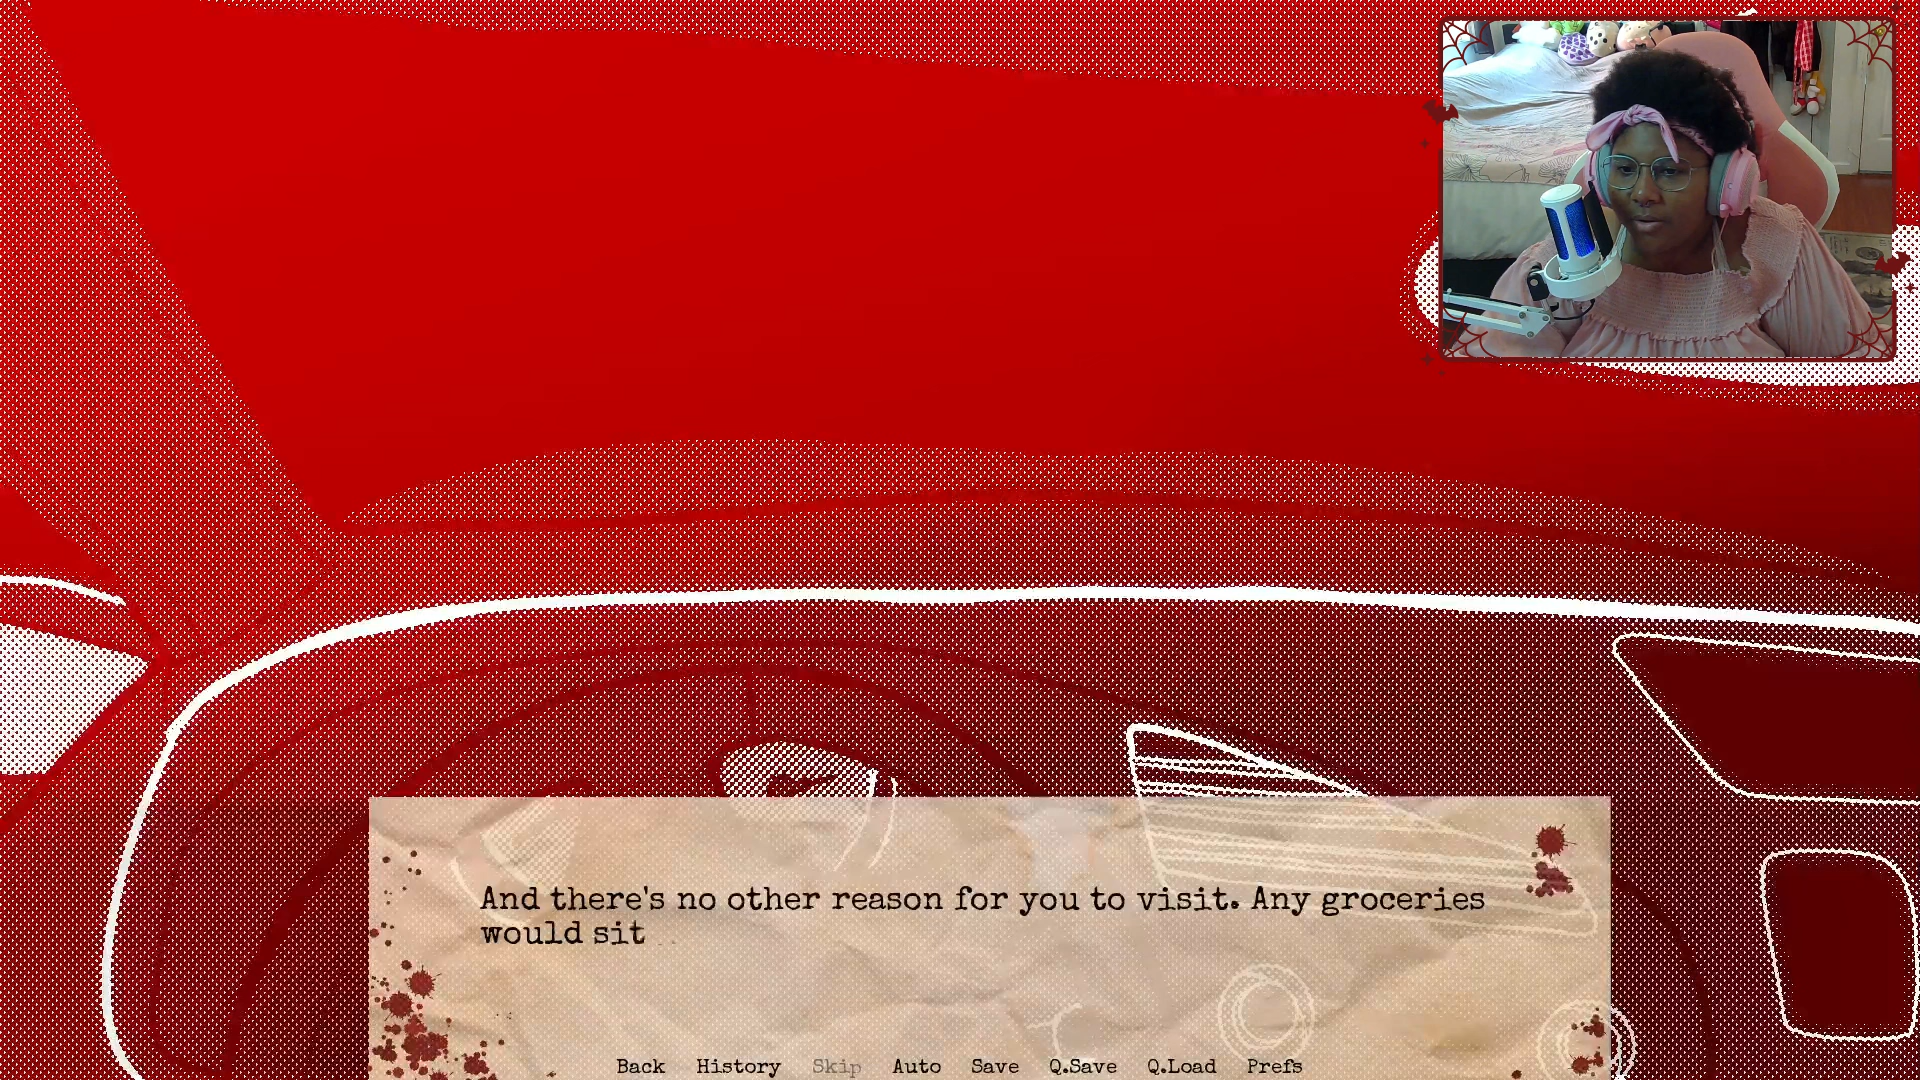 And there's no other reason for you to visit. Any groceries
would sit
Back History Skip Auto Save Q.Save Q.Load Prefs